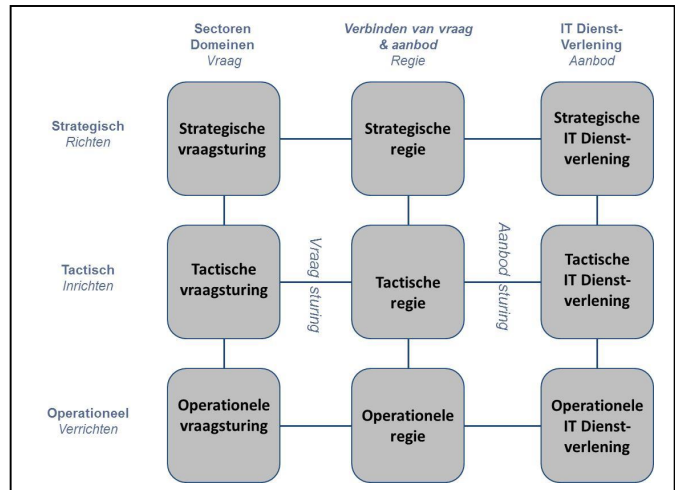 Sectoren
Domeinen
Vraag
Verbinden van vraag
& aanbod
Regie
IT Dienst-
Verlening
Aanbod
Strategisch
Richten
Strategische
vraagsturing
Strategische
regie
Strategische
IT Dienst-
verlening
Vraag sturing
Aanbod sturing
Tactisch
Inrichten
Tactische
vraagsturing
Tactische
regie
Tactische
IT Dienst-
verlening
Operationeel
Verrichten
Operationele
vraagsturing
Operationele
regie
Operationele
IT Dienst-
verlening